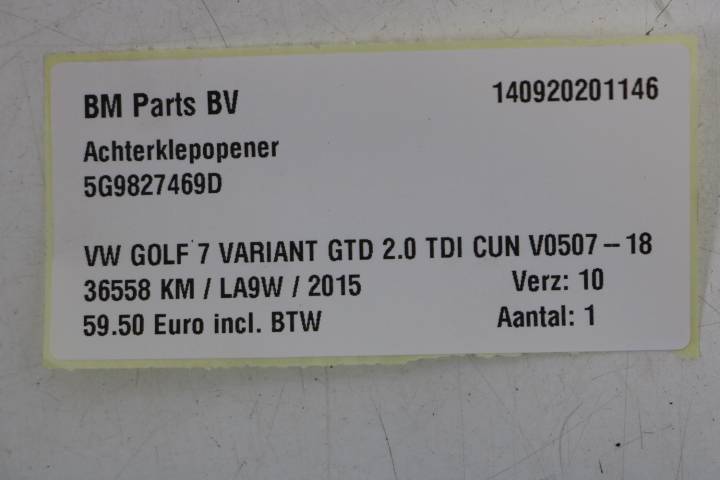 BM Parts BV 140920201146
Achterklepopener
5G9827469D
VW GOLF 7 VARIANT GTD 2.0 TDI CUN V0507 – 18
36558 KM / LA9W / 2015 Verz: 10
59.50 Euro incl. BTW Aantal: 1